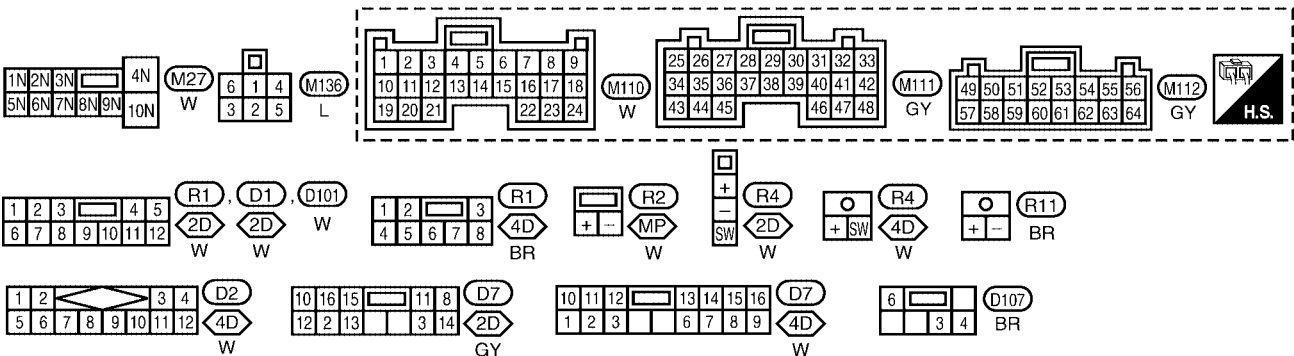 1N 2N 3N 4N
5N 6N 7N 8N 9N 10N
M27
W
6 1 4
3 2 5
M136
L
1 2 3 4 5 6 7 8 9
10 11 12 13 14 15 16 17 18
19 20 21 22 23 24
M110
W
25 26 27 28 29 30 31 32 33
34 35 36 37 38 39 40 41 42
43 44 45 46 47 48
M111
GY
49 50 51 52 53 54 55 56
57 58 59 60 61 62 63 64
M112
GY
H.S.
1 2 3 4 5
6 7 8 9 10 11 12
R1 , D1 , D101
2D 2D W
W W
1 2 3
4 5 6 7 8
R1
4D
BR
+ −
R2
MP
W
+
−
SW
R4
2D
W
+ SW
R4
4D
W
+ −
R11
BR
1 2 3 4
5 6 7 8 9 10 11 12
D2
4D
W
10 16 15 11 8
12 2 13 3 14
D7
2D
GY
10 11 12 13 14 15 16
1 2 3 6 7 8 9
D7
4D
W
6
3 4
D107
BR